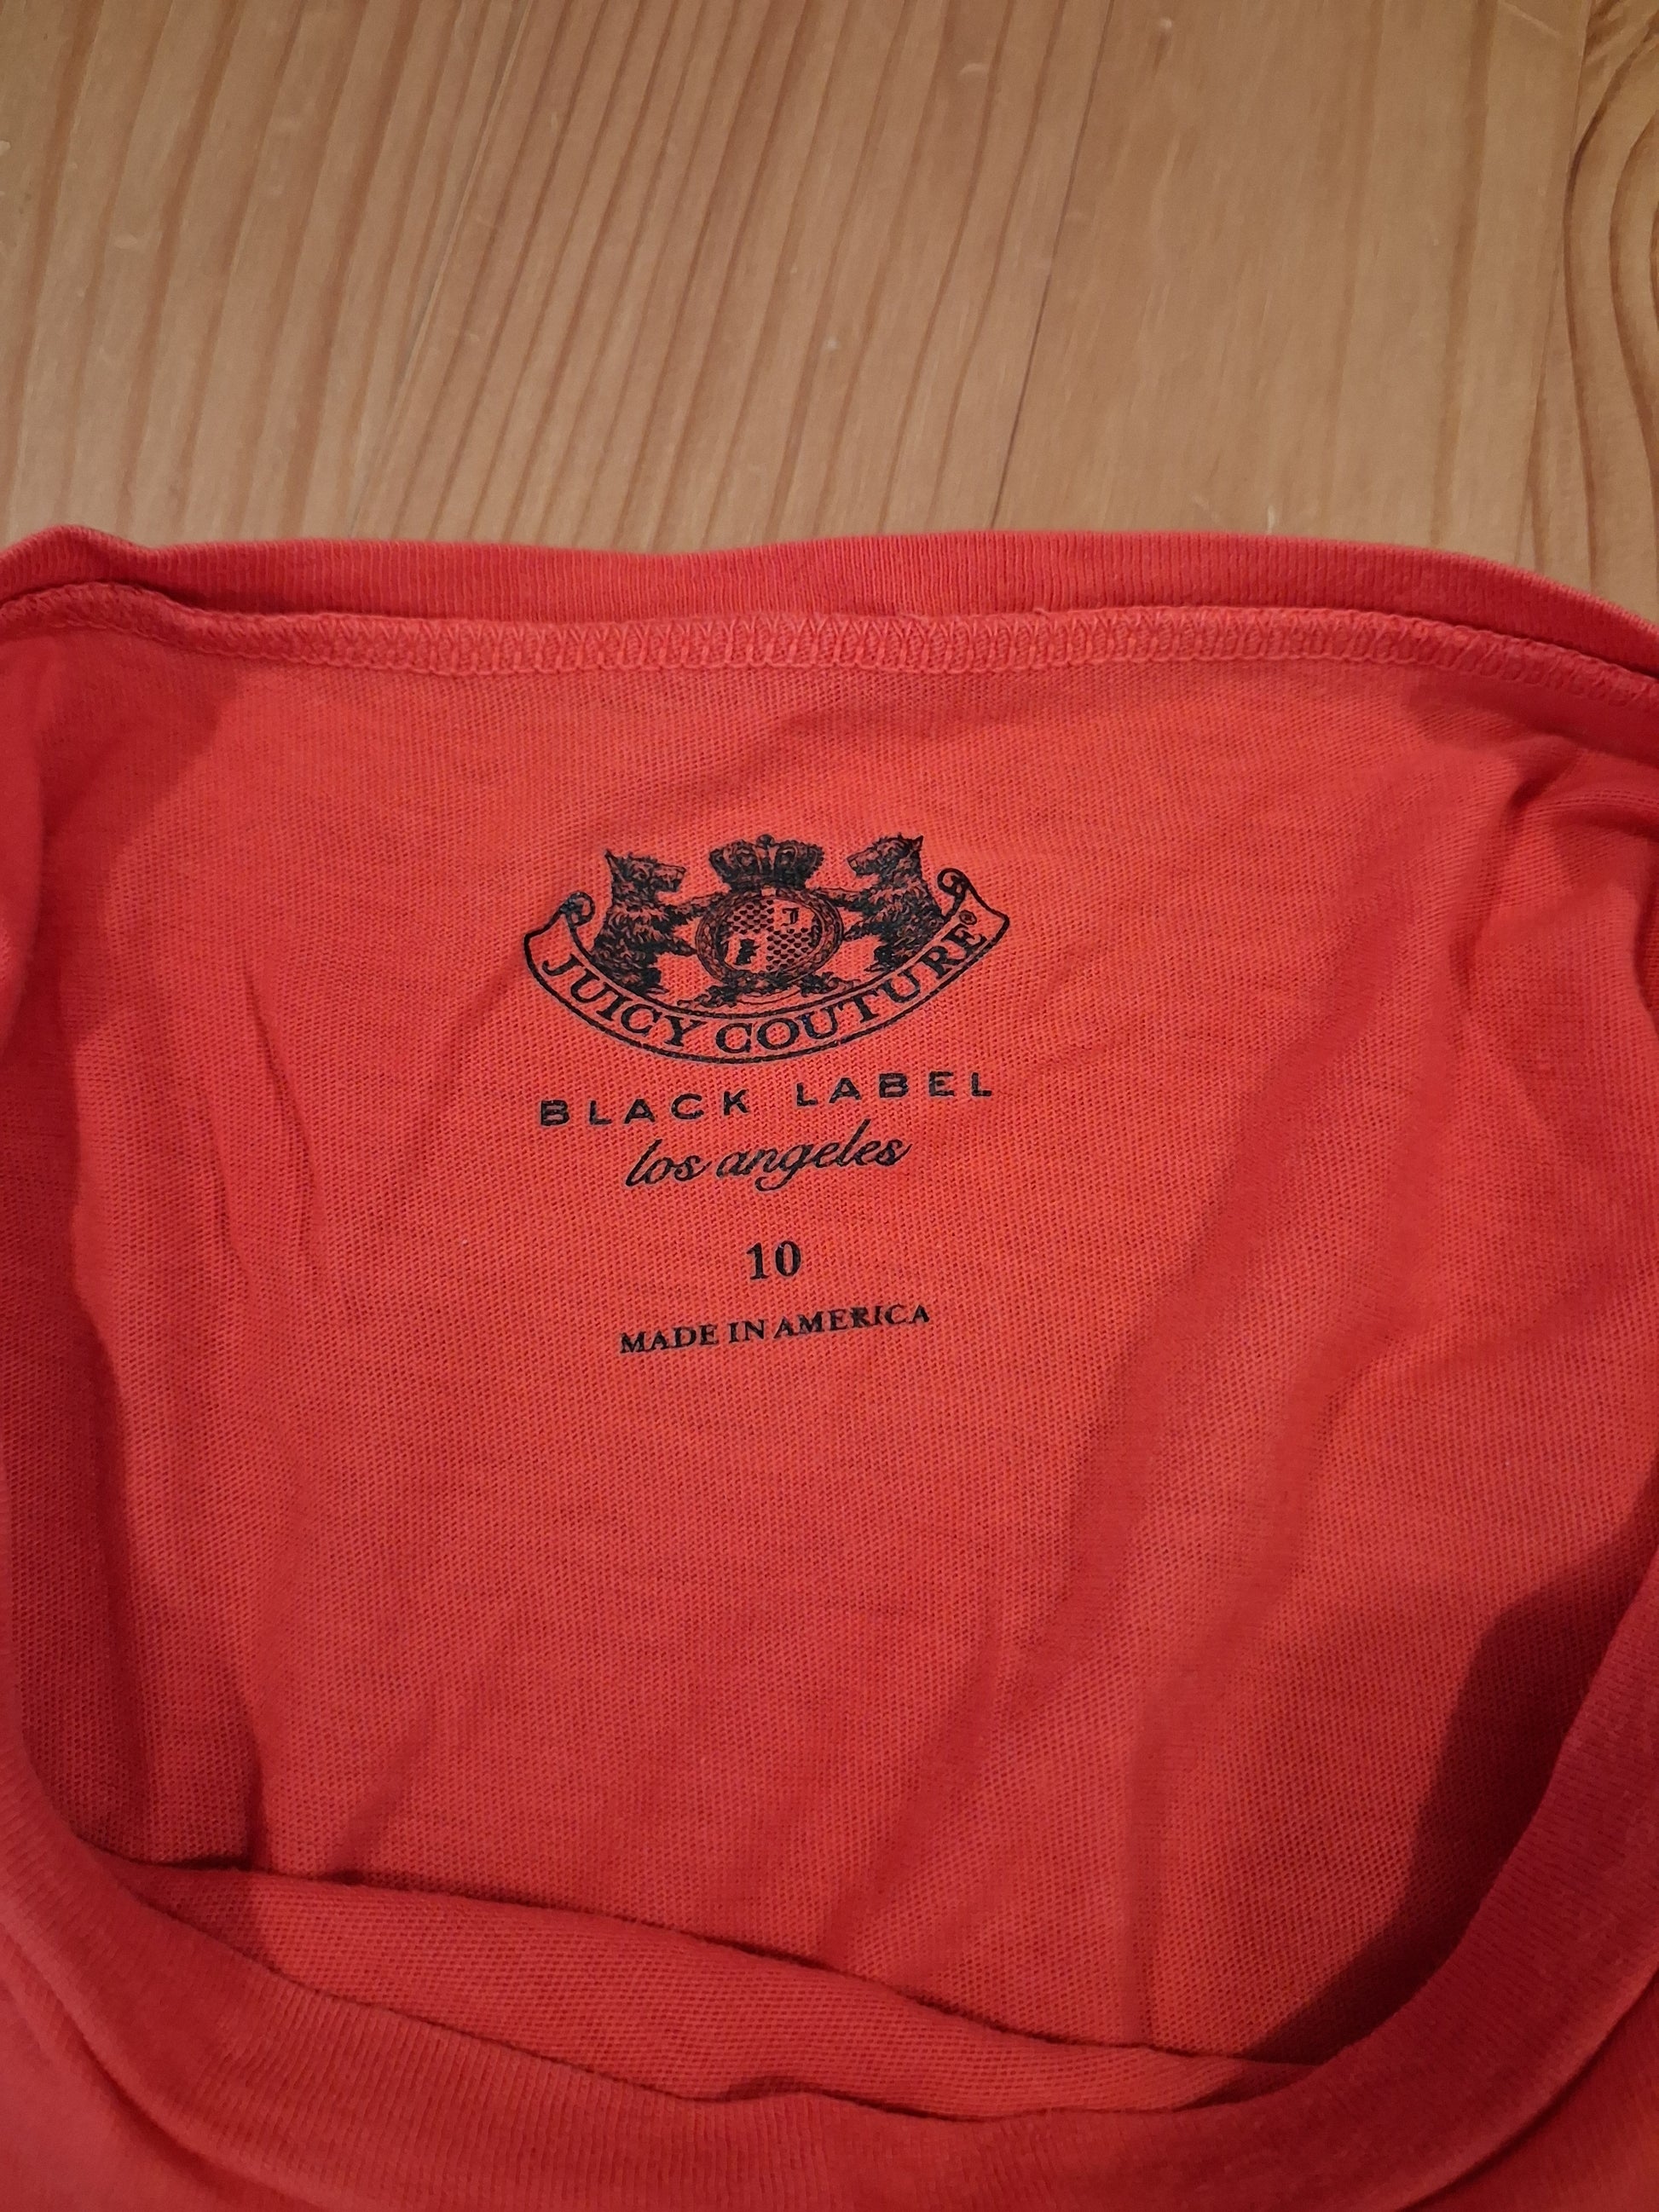 JUICY COUTURE®
BLACK LABEL
los angeles
10
MADE IN AMERICA